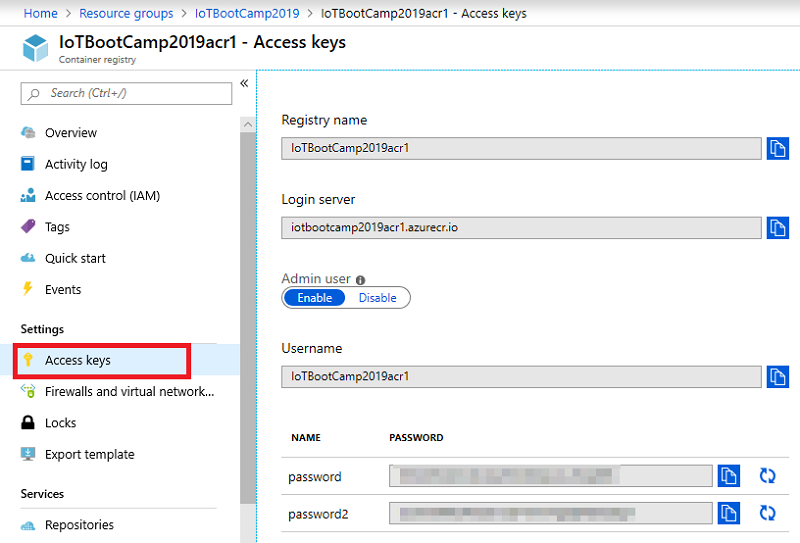 Home > Resource groups > IoTBootCamp2019 > IoTBootCamp2019acr1 - Access keys
IoTBootCamp2019acr1 - Access keys
Container registry
Search (Ctrl+/)
«
Overview
Activity log
Access control (IAM)
Tags
Quick start
Events
Settings
Access keys
Firewalls and virtual network...
Locks
Export template
Services
Repositories
Registry name
IoTBootCamp2019acr1
Login server
iotbootcamp2019acr1.azurecr.io
Admin user
Enable Disable
Username
IoTBootCamp2019acr1
NAME PASSWORD
password
password2